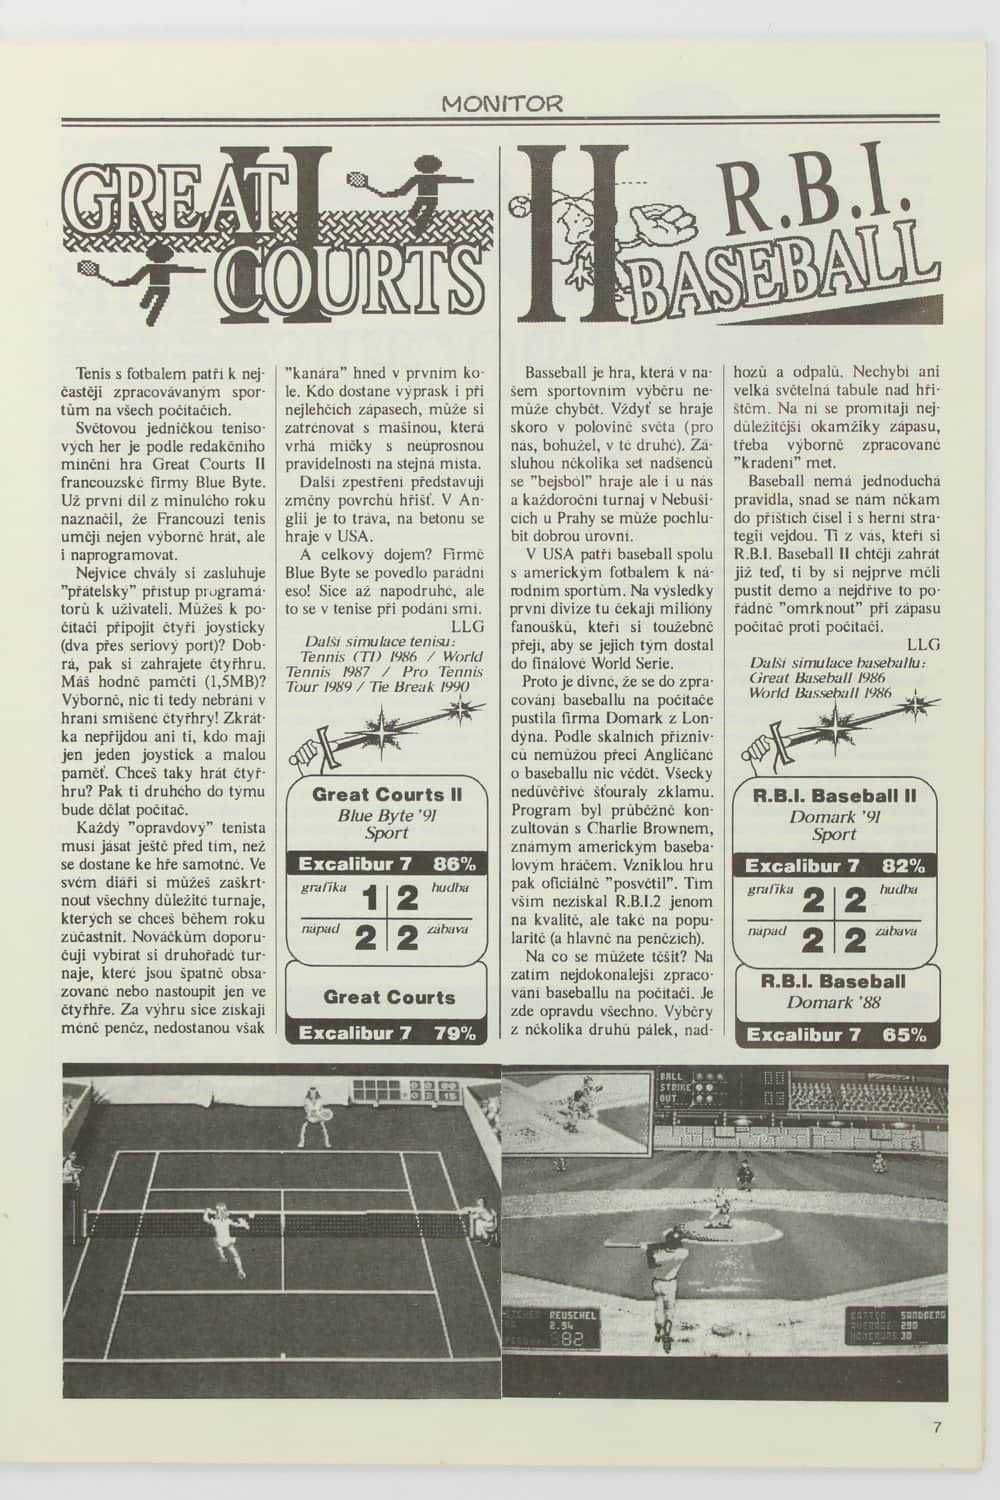 MONITOR
GREAT
II
COURTS
Tenis s fotbalem patří k nej-
častěji zpracovávaným spor-
tům na všech počítačích.
Světovou jedničkou teniso-
vých her je podle redakčního
mínění hra Great Courts II
francouzské firmy Blue Byte.
Už první díl z minulého roku
naznačil, že Francouzi tenis
umějí nejen výborně hrát, ale
i naprogramovat.
Nejvíce chvály si zasluhuje
"přátelský" přístup programá-
torů k uživateli. Můžeš k po-
čítači připojit čtyři joysticky
(dva přes seriový port)? Dob-
rá, pak si zahrajete čtyřhru.
Máš hodně paměti (1,5MB)?
Výborně, nic ti tedy nebrání v
hraní smíšené čtyřhry! Zkrát-
ka nepřijdou ani ti, kdo mají
jen jeden joystick a malou
paměť. Chceš taky hrát čtyř-
hru? Pak ti druhého do týmu
bude dělat počítač.
Každý "opravdový" tenista
musí jásat ještě před tím, než
se dostane ke hře samotné. Ve
svém diáři si můžeš zaškrt-
nout všechny důležité turnaje,
kterých se chceš během roku
zúčastnit. Nováčkům doporu-
čuji vybírat si druhořadé tur-
naje, které jsou špatně obsa-
zované nebo nastoupit jen ve
čtyřhře. Za výhru sice získají
méně peněz, nedostanou však
"kanára" hned v prvním ko-
le. Kdo dostane výprask i při
nejlehčích zápasech, může si
zatrénovat s mašinou, která
vrhá míčky s neúprosnou
pravidelností na stejná místa.
Další zpestření představují
změny povrchů hřišť. V An-
glii je to tráva, na betonu se
hraje v USA.
A celkový dojem? Firmě
Blue Byte se povedlo parádní
eso! Sice až napodruhé, ale
to se v tenise při podání smí.
LLG
Další simulace tenisu:
Tennis (TI) 1986 / World
Tennis 1987 / Pro Tennis
Tour 1989 / Tie Break 1990
Great Courts II
Blue Byte '91
Sport
Excalibur 7 86%
grafika 1 2 hudba
nápad 2 2 zábava
Great Courts
Excalibur 7 79%
II
R.B.I.
BASEBALL
Basseball je hra, která v na-
šem sportovním výběru ne-
může chybět. Vždyť se hraje
skoro v polovině světa (pro
nás, bohužel, v té druhé). Zá-
sluhou několika set nadšenců
se "bejsból" hraje ale i u nás
a každoroční turnaj v Nebuši-
cích u Prahy se může pochlu-
bit dobrou úrovní.
V USA patří baseball spolu
s americkým fotbalem k ná-
rodním sportům. Na výsledky
první divize tu čekají milióny
fanoušků, kteří si toužebně
přejí, aby se jejich tým dostal
do finálové World Serie.
Proto je divné, že se do zpra-
cování baseballu na počítače
pustila firma Domark z Lon-
dýna. Podle skalních přízniv-
ců nemůžou přeci Angličané
o baseballu nic vědět. Všecky
nedůvěřivé šťouraly zklamu.
Program byl průběžně kon-
zultován s Charlie Brownem,
známým americkým baseba-
lovým hráčem. Vzniklou hru
pak oficiálně "posvětil". Tím
vším nezískal R.B.I.2 jenom
na kvalitě, ale také na popu-
laritě (a hlavně na penězích).
Na co se můžete těšit? Na
zatím nejdokonalejší zpraco-
vání baseballu na počítači. Je
zde opravdu všechno. Výběry
z několika druhů pálek, nad-
hozů a odpalů. Nechybí ani
velká světelná tabule nad hři-
štěm. Na ní se promítají nej-
důležitější okamžiky zápasu,
třeba výborně zpracované
"kradení" met.
Baseball nemá jednoduchá
pravidla, snad se nám někam
do příštích čísel i s herní stra-
tegií vejdou. Ti z vás, kteří si
R.B.I. Baseball II chtějí zahrát
již teď, ti by si nejprve měli
pustit demo a nejdříve to po-
řádně "omrknout" při zápasu
počítač proti počítači.
LLG
Další simulace baseballu:
Great Baseball 1986
World Basseball 1986
R.B.I. Baseball II
Domark '91
Sport
Excalibur 7 82%
grafika 2 2 hudba
nápad 2 2 zábava
R.B.I. Baseball
Domark '88
Excalibur 7 65%
BALL
STRIKE
OUT
REUSCHEL
2.94
82
SANDBERG
AVERAGE 290
HOMERUNS 30
7